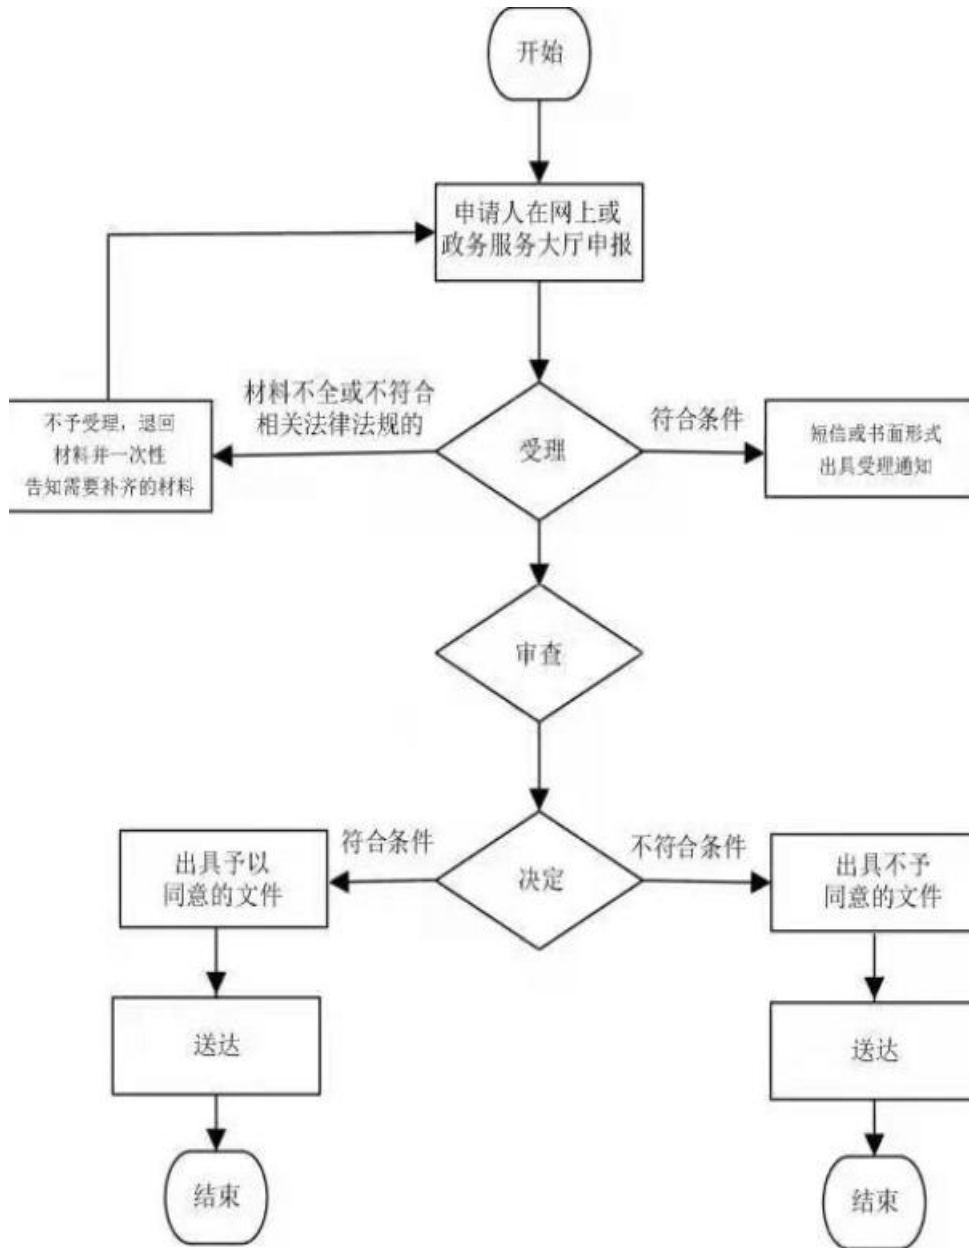 开始
申请人在网上或
政务服务大厅申报
材料不全或不符合
相关法律法规的
符合条件
不予受理，退回
材料并一次性
告知需要补齐的材料
受理
短信或书面形式
出具受理通知
审查
符合条件
不符合条件
出具予以
同意的文件
决定
出具不予
同意的文件
送达
送达
结束
结束